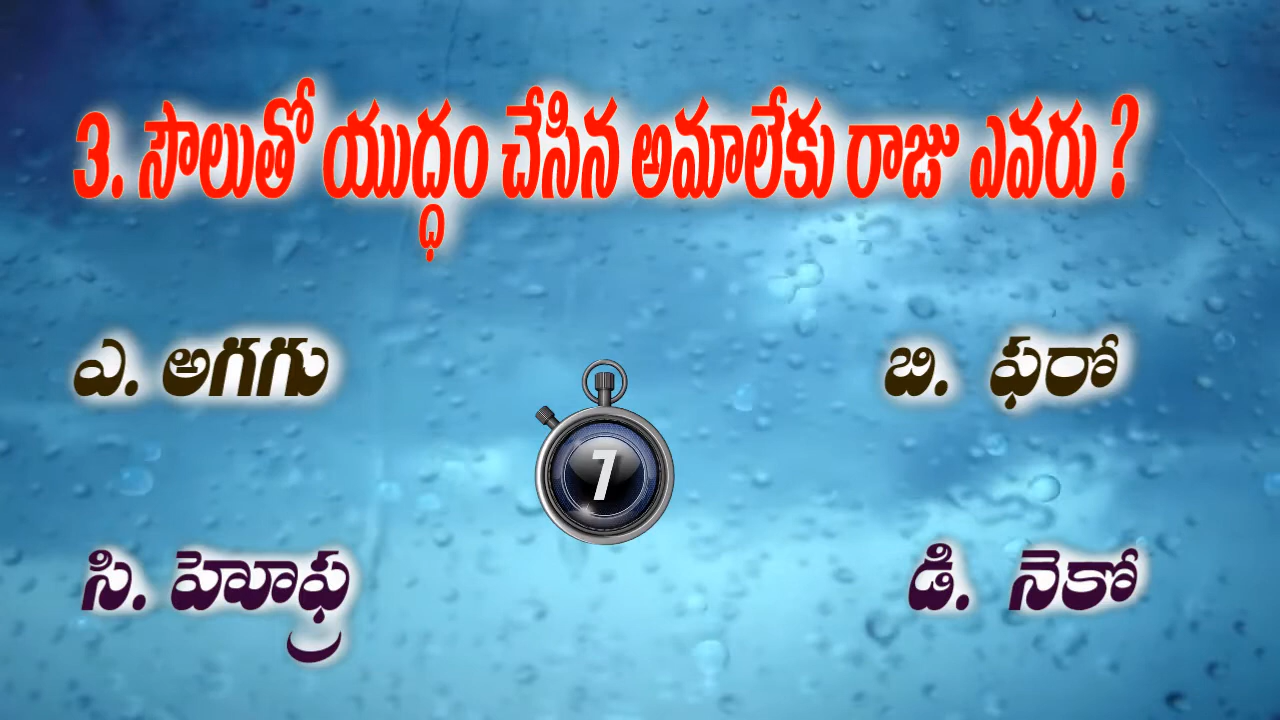 3. సౌలుతో యుద్ధం చేసిన అమాలేకు రాజు ఎవరు ?
ఎ. అగగు
బి. ఫరో
7
సి. హోఫ్ర
డి. నెకో